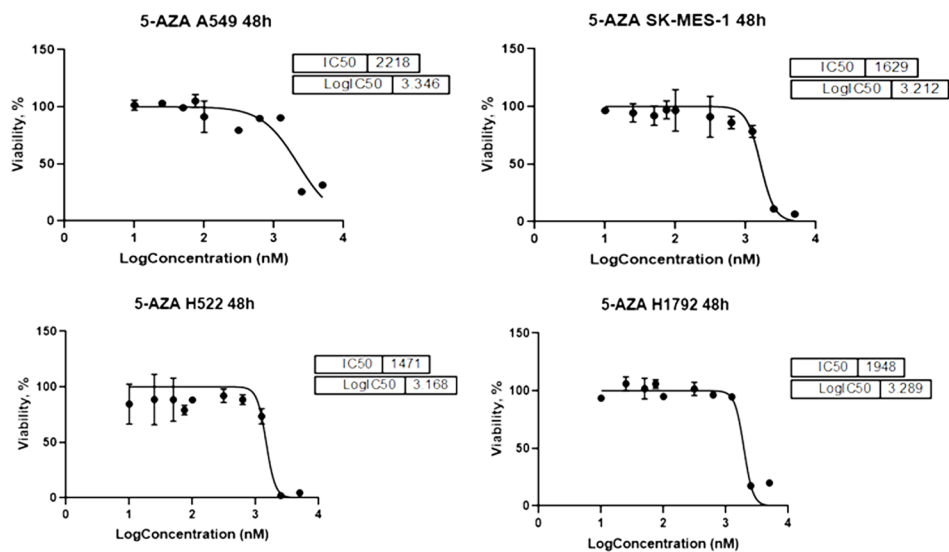 5-AZA A549 48h
150
100
50
0
Viability, %
0 1 2 3 4
LogConcentration (nM)
IC50 2218
LogIC50 3.346
5-AZA SK-MES-1 48h
150
100
50
0
Viability, %
0 1 2 3 4
LogConcentration (nM)
IC50 1629
LogIC50 3.212
5-AZA H522 48h
150
100
50
0
Viability, %
0 1 2 3 4
LogConcentration (nM)
IC50 1471
LogIC50 3.168
5-AZA H1792 48h
150
100
50
0
Viability, %
0 1 2 3 4
LogConcentration (nM)
IC50 1948
LogIC50 3.289